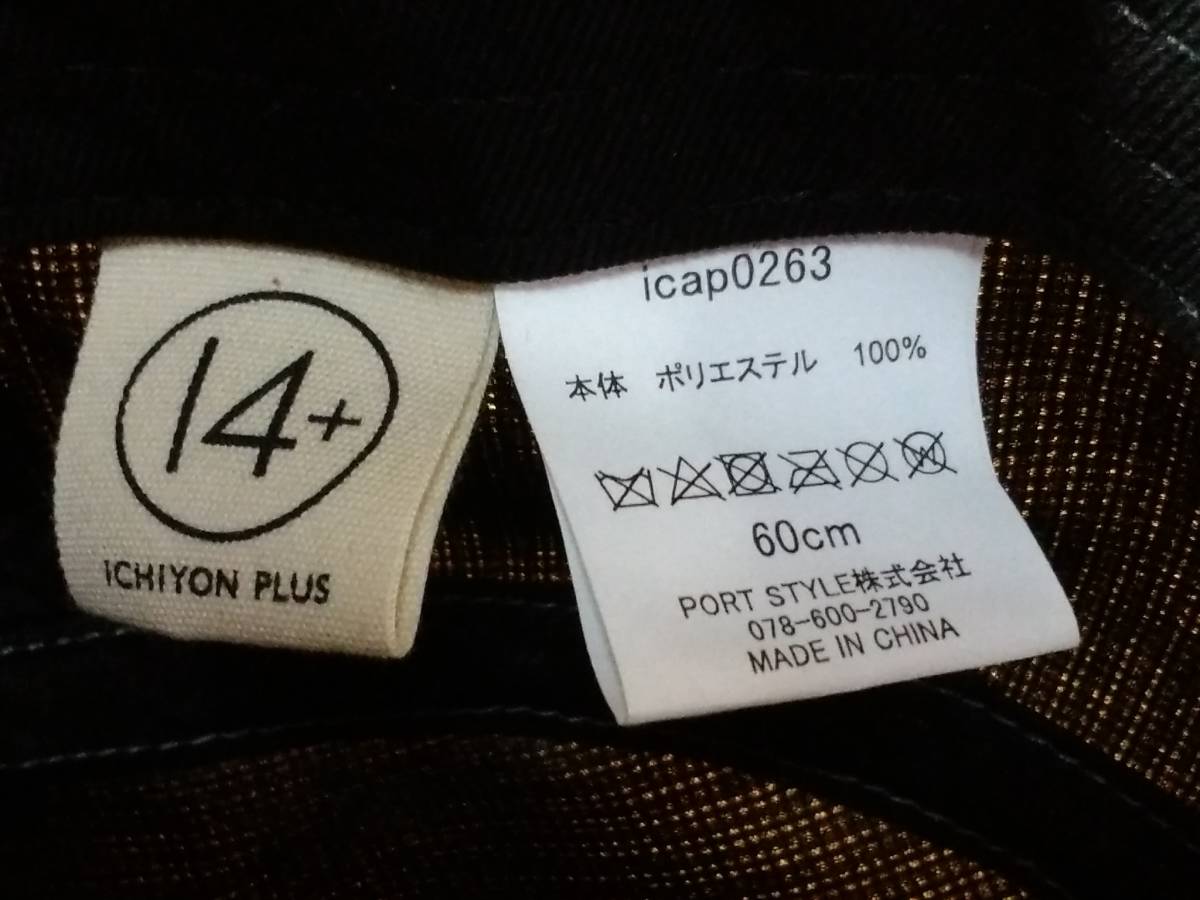 14+
ICHIYON PLUS
icap0263
本体 ポリエステル 100%
60cm
PORT STYLE株式会社
078-600-2790
MADE IN CHINA